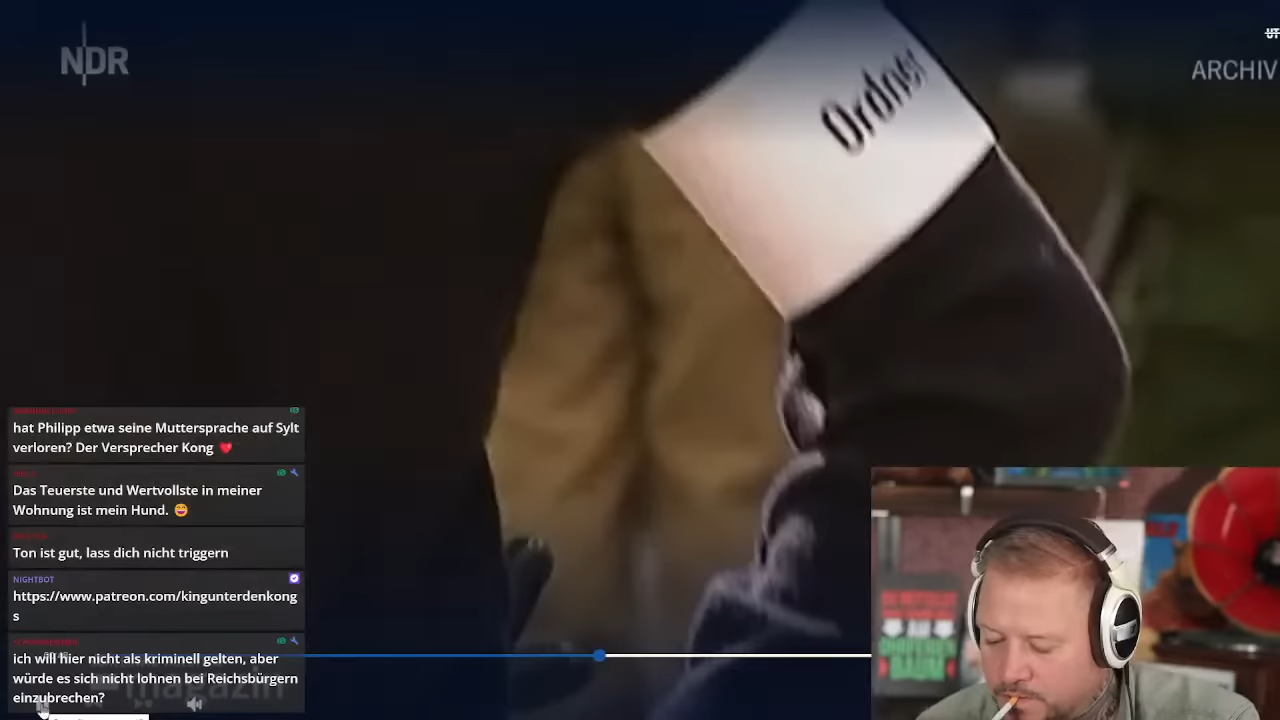 NDR
ARCHIV
Ordner
hat Philipp etwa seine Muttersprache auf Sylt
verloren? Der Versprecher Kong ❤️
Das Teuerste und Wertvollste in meiner
Wohnung ist mein Hund. 😄
Ton ist gut, lass dich nicht triggern
NIGHTBOT
https://www.patreon.com/kingunterdenkong
s
ich will hier nicht als kriminell gelten, aber
würde es sich nicht lohnen bei Reichsbürgern
einzubrechen?